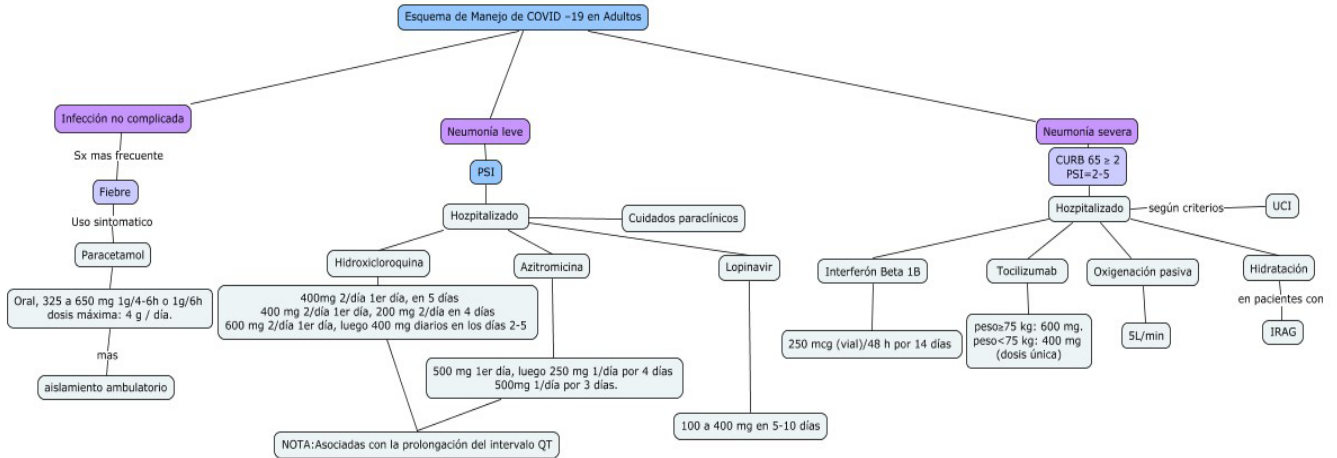 Esquema de Manejo de COVID –19 en Adultos
Infección no complicada
Sx mas frecuente
Fiebre
Uso sintomatico
Paracetamol
Oral, 325 a 650 mg 1g/4-6h o 1g/6h
dosis máxima: 4 g / día.
mas
aislamiento ambulatorio
Neumonía leve
PSI
Hozpitalizado
Cuidados paraclínicos
Hidroxicloroquina
400mg 2/día 1er día, en 5 días
400 mg 2/día 1er día, 200 mg 2/día en 4 días
600 mg 2/día 1er día, luego 400 mg diarios en los días 2-5
Azitromicina
500 mg 1er día, luego 250 mg 1/día por 4 días
500mg 1/día por 3 días.
NOTA:Asociadas con la prolongación del intervalo QT
Lopinavir
100 a 400 mg en 5-10 días
Neumonía severa
CURB 65 ≥ 2
PSI=2-5
Hozpitalizado
según criterios
UCI
Interferón Beta 1B
250 mcg (vial)/48 h por 14 días
Tocilizumab
peso≥75 kg: 600 mg.
peso<75 kg: 400 mg
(dosis única)
Oxigenación pasiva
5L/min
Hidratación
en pacientes con
IRAG